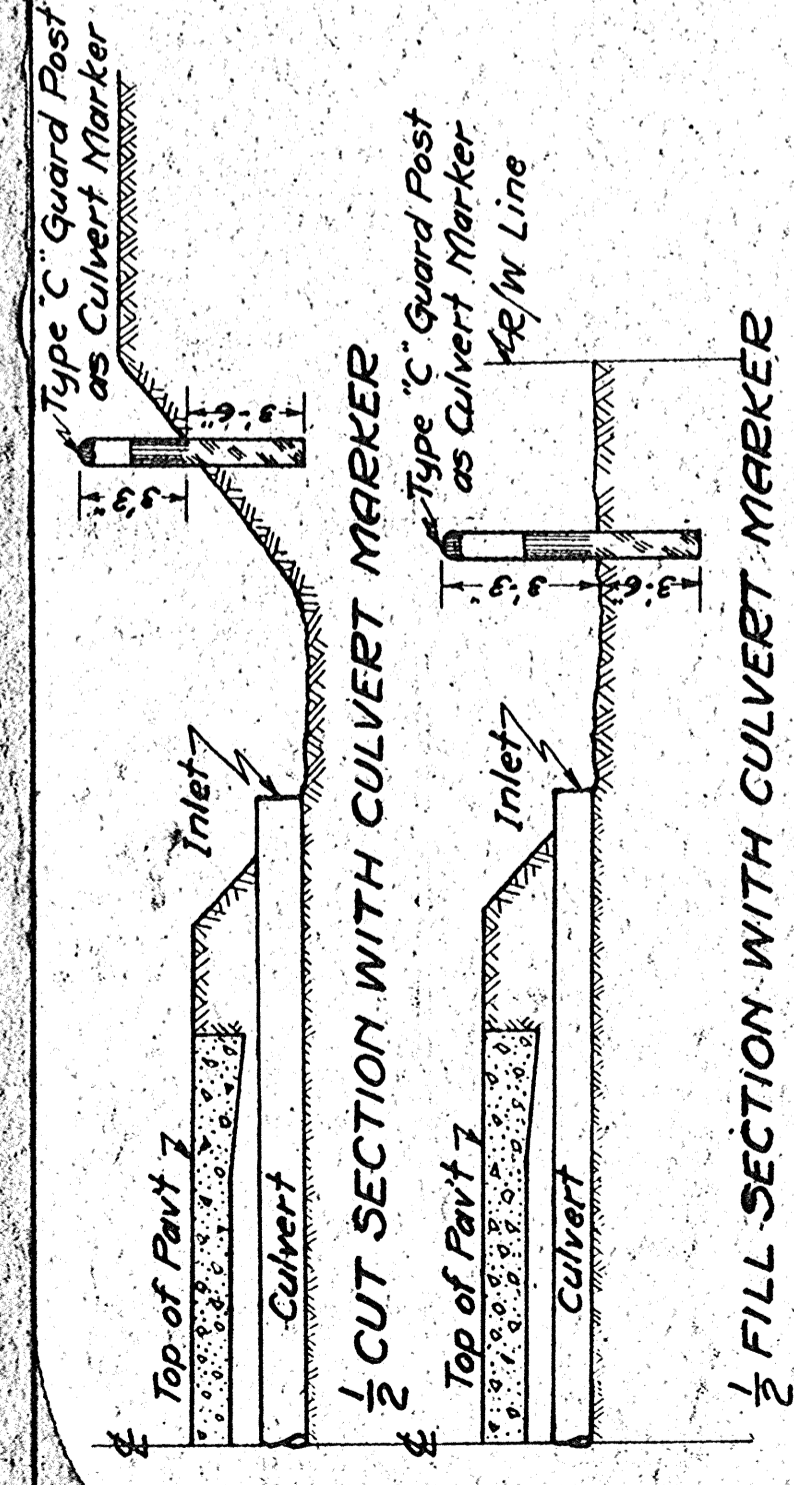 Type "C" Guard Post
as Culvert Marker
3'-3"
3'-6"
Inlet
℄
Top of Pav't
Culvert
1/2 CUT SECTION WITH CULVERT MARKER
Type "C" Guard Post
as Culvert Marker
R/W Line
3'-3"
3'-6"
Inlet
℄
Top of Pav't
Culvert
1/2 FILL SECTION WITH CULVERT MARKER